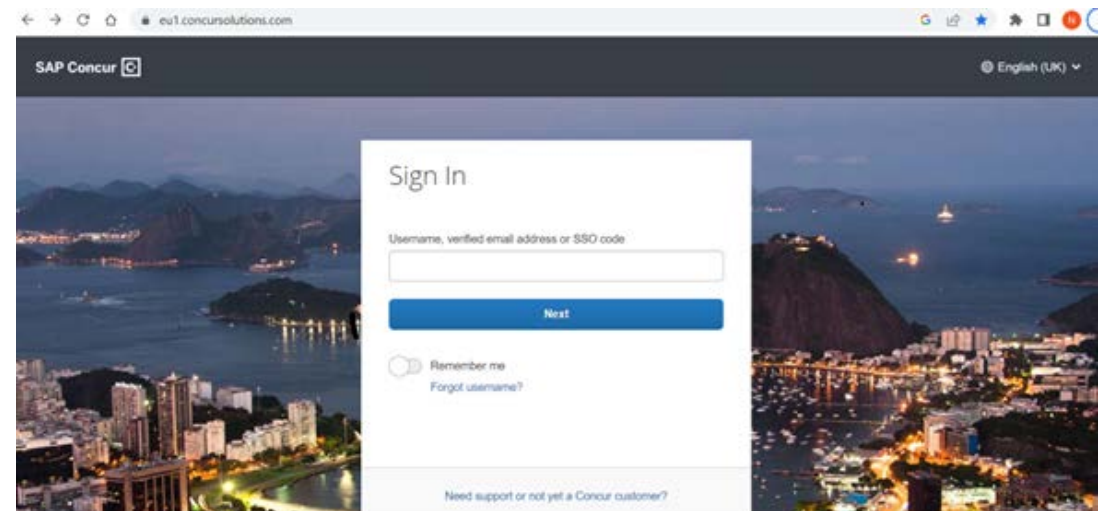 eu1.concursolutions.com
SAP Concur
English (UK)
Sign In
Username, verified email address or SSO code
Next
Remember me
Forgot username?
Need support or not yet a Concur customer?